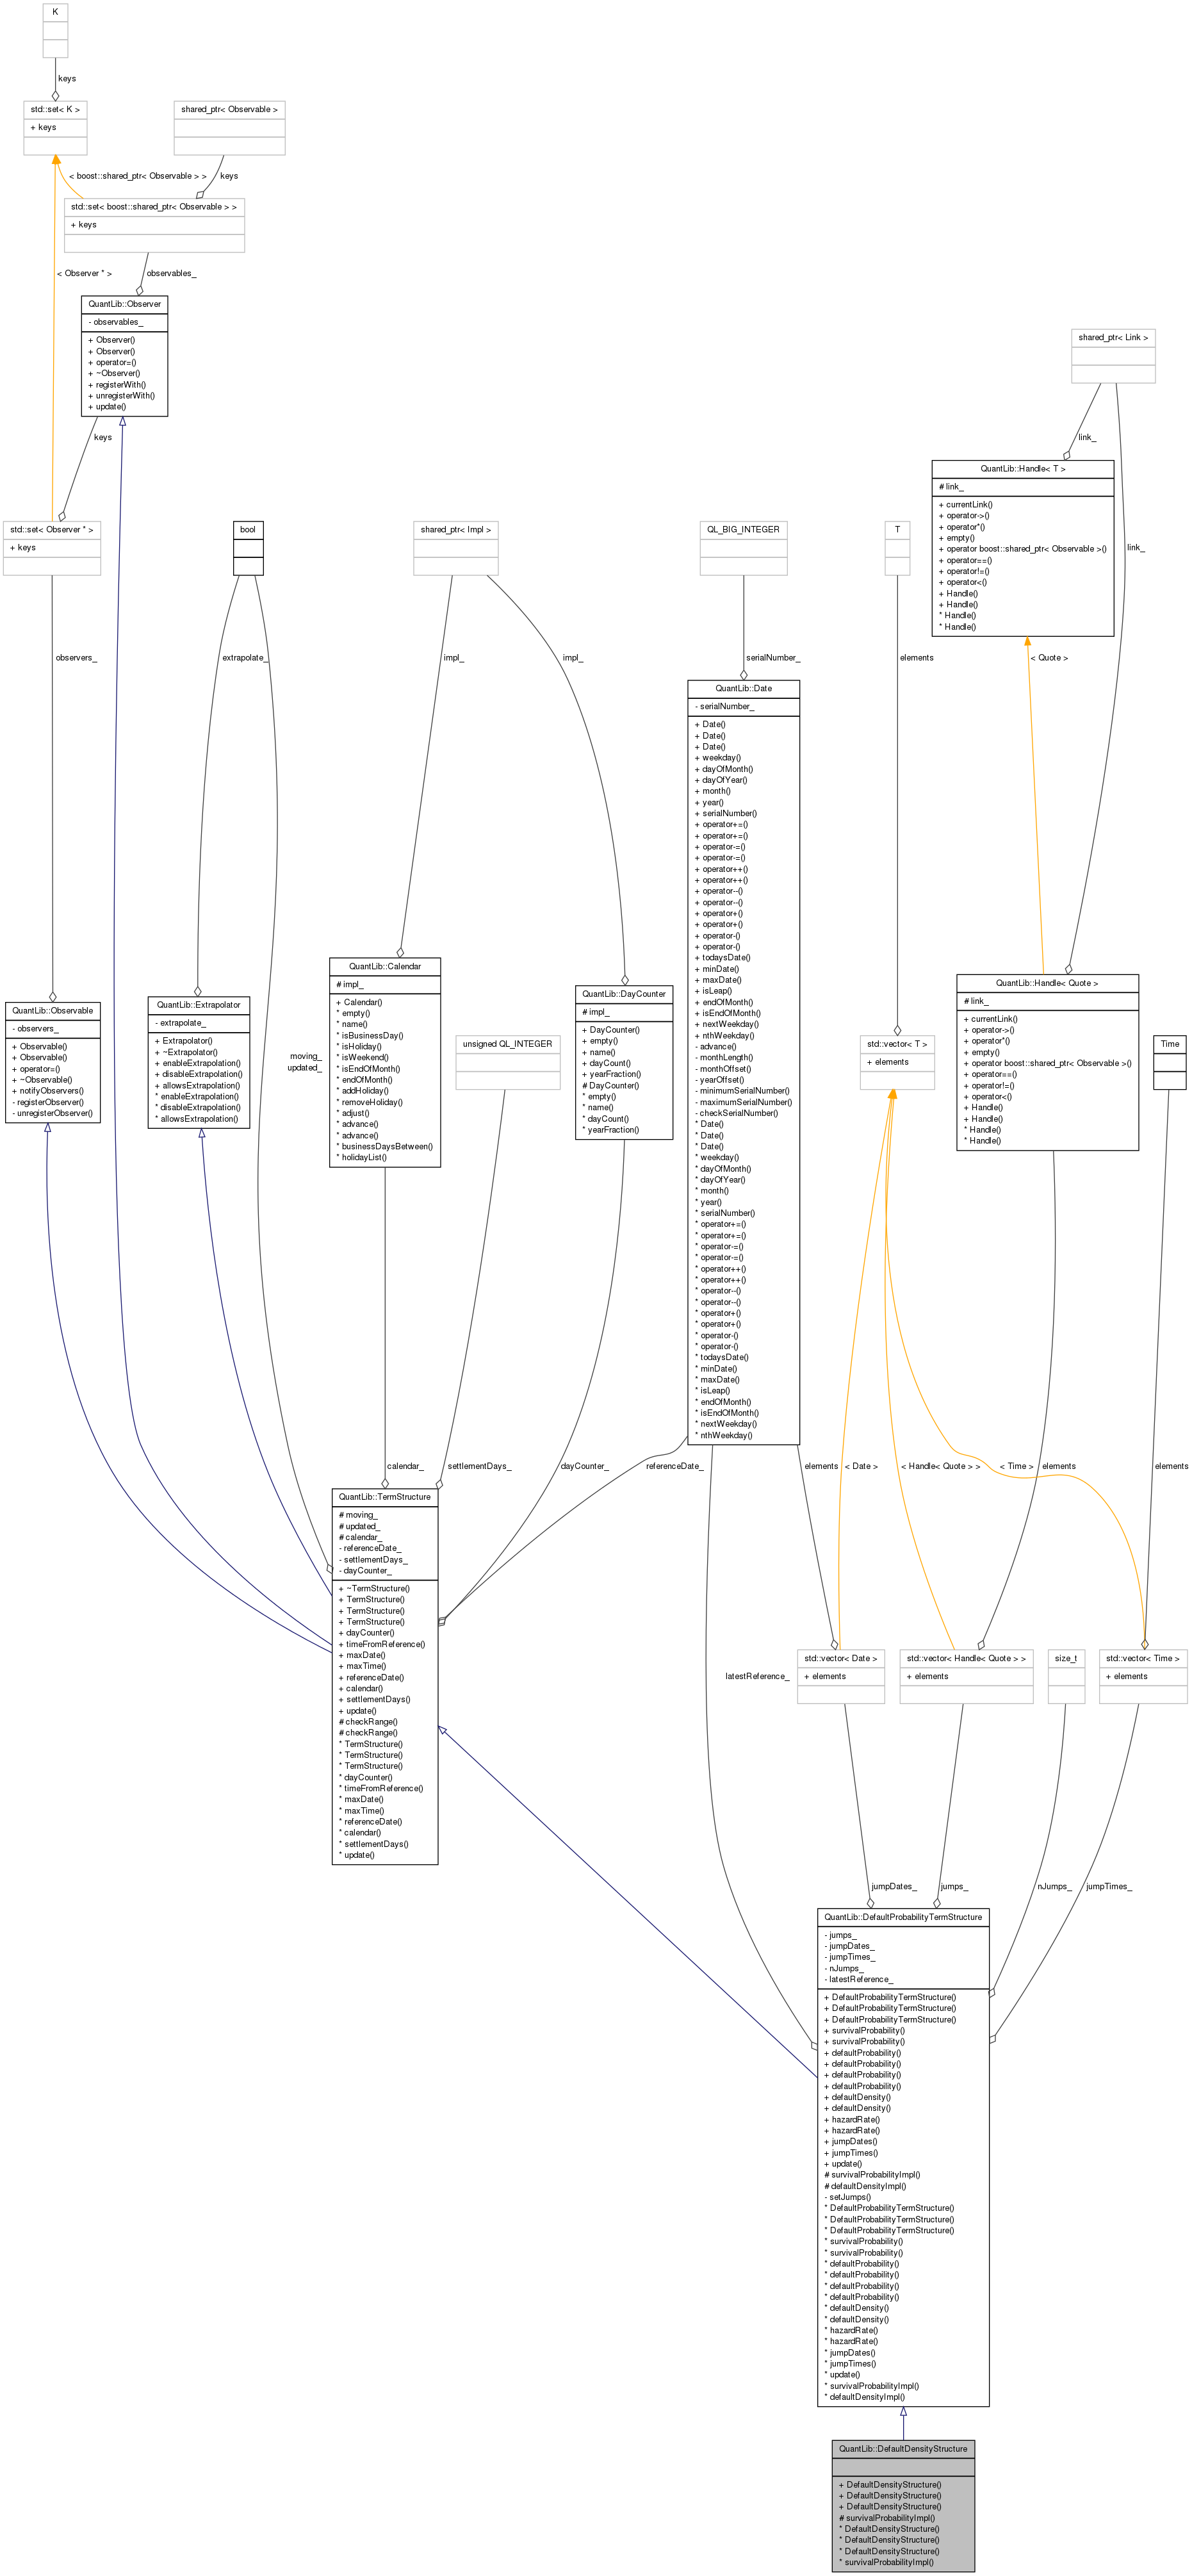 K
keys
std::set< K >
+ keys
shared_ptr< Observable >
< boost::shared_ptr< Observable > >
keys
std::set< boost::shared_ptr< Observable > >
+ keys
< Observer * >
observables_
QuantLib::Observer
- observables_
+ Observer()
+ Observer()
+ operator=()
+ ~Observer()
+ registerWith()
+ unregisterWith()
+ update()
keys
shared_ptr< Link >
link_
QuantLib::Handle< T >
# link_
+ currentLink()
+ operator->()
+ operator*()
+ empty()
+ operator boost::shared_ptr< Observable >()
+ operator==()
+ operator!=()
+ operator<()
+ Handle()
+ Handle()
* Handle()
* Handle()
link_
std::set< Observer * >
+ keys
bool
shared_ptr< Impl >
QL_BIG_INTEGER
T
observers_
extrapolate_
impl_
impl_
serialNumber_
elements
< Quote >
QuantLib::Date
- serialNumber_
+ Date()
+ Date()
+ Date()
+ weekday()
+ dayOfMonth()
+ dayOfYear()
+ month()
+ year()
+ serialNumber()
+ operator+=()
+ operator+=()
+ operator-=()
+ operator-=()
+ operator++()
+ operator++()
+ operator--()
+ operator--()
+ operator+()
+ operator+()
+ operator-()
+ operator-()
+ todaysDate()
+ minDate()
+ maxDate()
+ isLeap()
+ endOfMonth()
+ isEndOfMonth()
+ nextWeekday()
+ nthWeekday()
- advance()
- monthLength()
- monthOffset()
- yearOffset()
- minimumSerialNumber()
- maximumSerialNumber()
- checkSerialNumber()
* Date()
* Date()
* Date()
* weekday()
* dayOfMonth()
* dayOfYear()
* month()
* year()
* serialNumber()
* operator+=()
* operator+=()
* operator-=()
* operator-=()
* operator++()
* operator++()
* operator--()
* operator--()
* operator+()
* operator+()
* operator-()
* operator-()
* todaysDate()
* minDate()
* maxDate()
* isLeap()
* endOfMonth()
* isEndOfMonth()
* nextWeekday()
* nthWeekday()
QuantLib::Calendar
# impl_
+ Calendar()
* empty()
* name()
* isBusinessDay()
* isHoliday()
* isWeekend()
* isEndOfMonth()
* endOfMonth()
* addHoliday()
* removeHoliday()
* adjust()
* advance()
* advance()
* businessDaysBetween()
* holidayList()
QuantLib::DayCounter
# impl_
+ DayCounter()
+ empty()
+ name()
+ dayCount()
+ yearFraction()
# DayCounter()
* empty()
* name()
* dayCount()
* yearFraction()
QuantLib::Handle< Quote >
# link_
+ currentLink()
+ operator->()
+ operator*()
+ empty()
+ operator boost::shared_ptr< Observable >()
+ operator==()
+ operator!=()
+ operator<()
+ Handle()
+ Handle()
* Handle()
* Handle()
QuantLib::Observable
- observers_
+ Observable()
+ Observable()
+ operator=()
+ ~Observable()
+ notifyObservers()
- registerObserver()
- unregisterObserver()
QuantLib::Extrapolator
- extrapolate_
+ Extrapolator()
+ ~Extrapolator()
+ enableExtrapolation()
+ disableExtrapolation()
+ allowsExtrapolation()
* enableExtrapolation()
* disableExtrapolation()
* allowsExtrapolation()
moving_
updated_
unsigned QL_INTEGER
std::vector< T >
+ elements
Time
calendar_
settlementDays_
dayCounter_
referenceDate_
elements
< Date >
< Handle< Quote > >
< Time >
elements
elements
QuantLib::TermStructure
# moving_
# updated_
# calendar_
- referenceDate_
- settlementDays_
- dayCounter_
+ ~TermStructure()
+ TermStructure()
+ TermStructure()
+ TermStructure()
+ dayCounter()
+ timeFromReference()
+ maxDate()
+ maxTime()
+ referenceDate()
+ calendar()
+ settlementDays()
+ update()
# checkRange()
# checkRange()
* TermStructure()
* TermStructure()
* TermStructure()
* dayCounter()
* timeFromReference()
* maxDate()
* maxTime()
* referenceDate()
* calendar()
* settlementDays()
* update()
latestReference_
std::vector< Date >
+ elements
std::vector< Handle< Quote > >
+ elements
size_t
std::vector< Time >
+ elements
jumpDates_
jumps_
nJumps_
jumpTimes_
QuantLib::DefaultProbabilityTermStructure
- jumps_
- jumpDates_
- jumpTimes_
- nJumps_
- latestReference_
+ DefaultProbabilityTermStructure()
+ DefaultProbabilityTermStructure()
+ DefaultProbabilityTermStructure()
+ survivalProbability()
+ survivalProbability()
+ defaultProbability()
+ defaultProbability()
+ defaultProbability()
+ defaultProbability()
+ defaultDensity()
+ defaultDensity()
+ hazardRate()
+ hazardRate()
+ jumpDates()
+ jumpTimes()
+ update()
# survivalProbabilityImpl()
# defaultDensityImpl()
- setJumps()
* DefaultProbabilityTermStructure()
* DefaultProbabilityTermStructure()
* DefaultProbabilityTermStructure()
* survivalProbability()
* survivalProbability()
* defaultProbability()
* defaultProbability()
* defaultProbability()
* defaultProbability()
* defaultDensity()
* defaultDensity()
* hazardRate()
* hazardRate()
* jumpDates()
* jumpTimes()
* update()
* survivalProbabilityImpl()
* defaultDensityImpl()
QuantLib::DefaultDensityStructure
+ DefaultDensityStructure()
+ DefaultDensityStructure()
+ DefaultDensityStructure()
# survivalProbabilityImpl()
* DefaultDensityStructure()
* DefaultDensityStructure()
* DefaultDensityStructure()
* survivalProbabilityImpl()